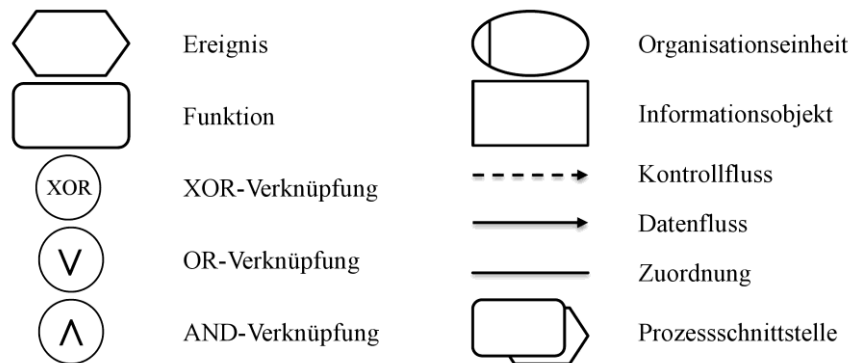 Ereignis
Funktion
XOR
XOR-Verknüpfung
V
OR-Verknüpfung
Λ
AND-Verknüpfung
Organisationseinheit
Informationsobjekt
Kontrollfluss
Datenfluss
Zuordnung
Prozessschnittstelle